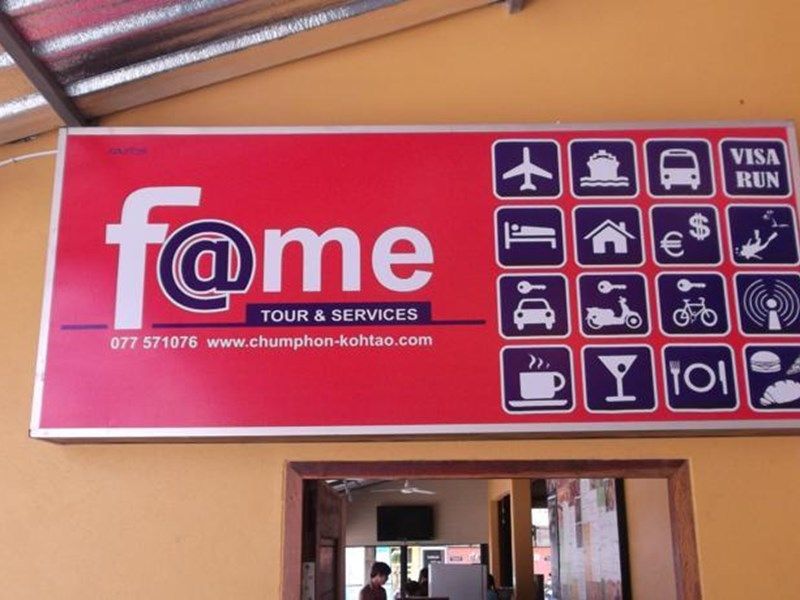 f@me
TOUR & SERVICES
077 571076 www.chumphon-kohtao.com
VISA
RUN
€ $